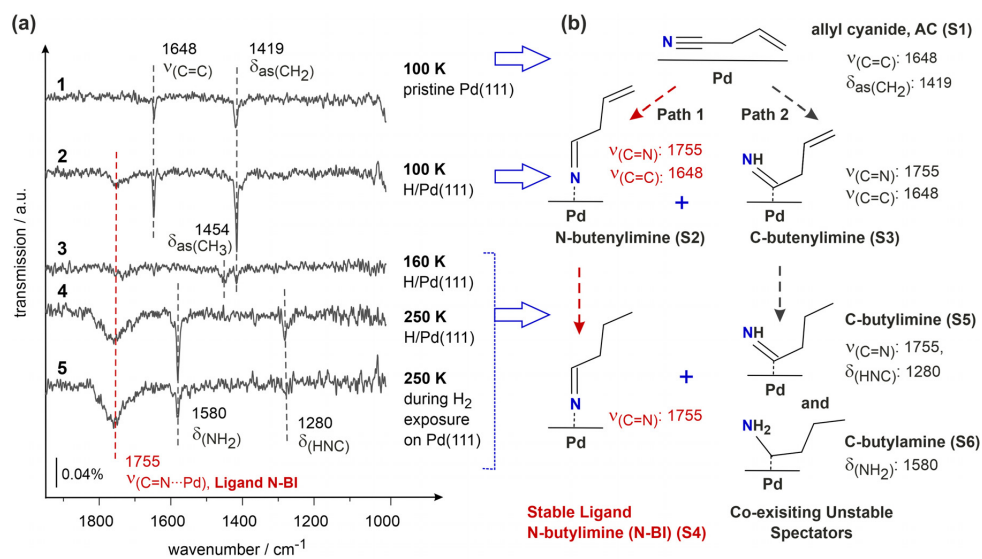 (a)
1648
ν(C=C)
1419
δas(CH2)
1
100 K
pristine Pd(111)
2
100 K
H/Pd(111)
1454
δas(CH3)
3
160 K
H/Pd(111)
4
250 K
H/Pd(111)
5
250 K
during H2
exposure
on Pd(111)
1580
δ(NH2)
1280
δ(HNC)
0.04%
1755
ν(C=N···Pd), Ligand N-BI
transmission / a.u.
1800
1600
1400
1200
1000
wavenumber / cm-1
(b)
N
Pd
allyl cyanide, AC (S1)
ν(C=C): 1648
δas(CH2): 1419
Path 1
Path 2
N
Pd
ν(C=N): 1755
ν(C=C): 1648
+
NH
Pd
ν(C=N): 1755
ν(C=C): 1648
N-butenylimine (S2)
C-butenylimine (S3)
N
Pd
ν(C=N): 1755
+
NH
Pd
C-butylimine (S5)
ν(C=N): 1755,
δ(HNC): 1280
and
NH2
Pd
C-butylamine (S6)
δ(NH2): 1580
Stable Ligand
N-butylimine (N-BI) (S4)
Co-exisiting Unstable
Spectators